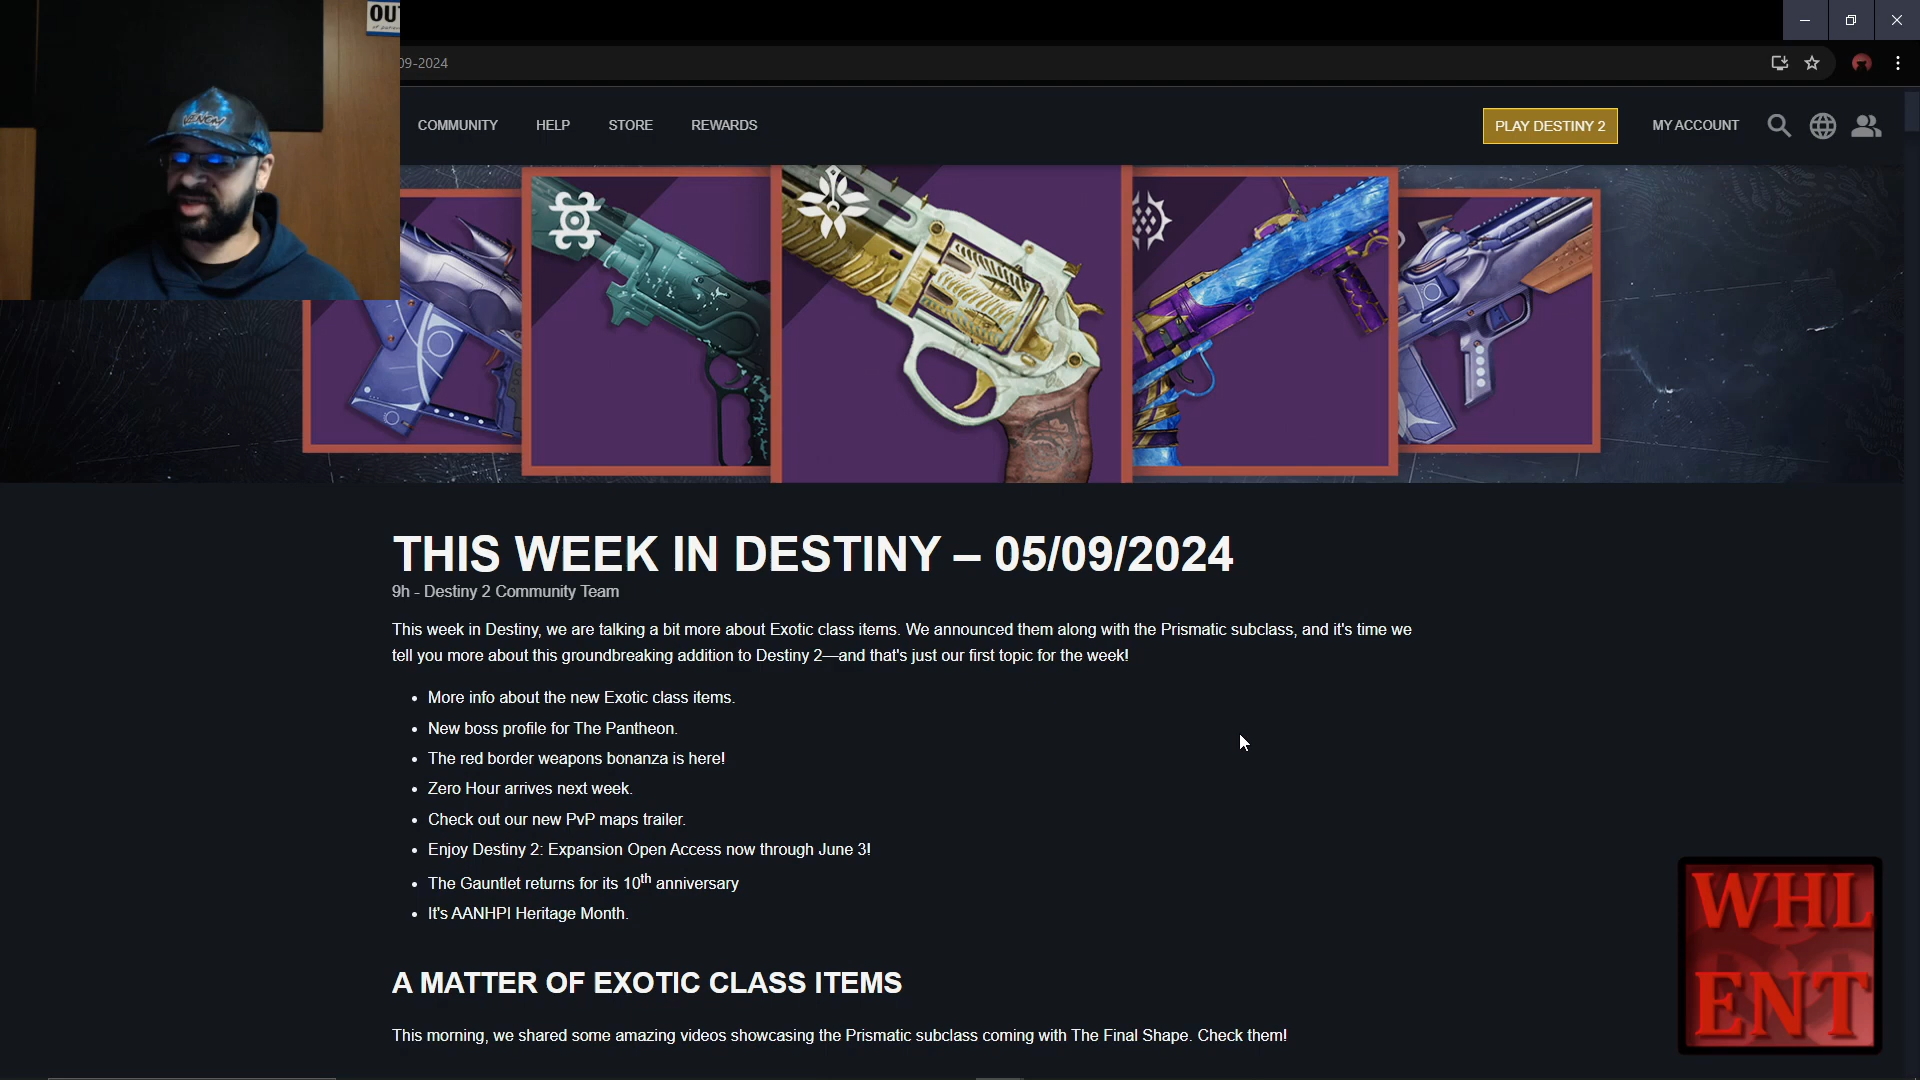 OUT
09-2024
COMMUNITY HELP STORE REWARDS PLAY DESTINY 2 MY ACCOUNT
THIS WEEK IN DESTINY – 05/09/2024
9h - Destiny 2 Community Team
This week in Destiny, we are talking a bit more about Exotic class items. We announced them along with the Prismatic subclass, and it's time we
tell you more about this groundbreaking addition to Destiny 2—and that's just our first topic for the week!
• More info about the new Exotic class items.
• New boss profile for The Pantheon.
• The red border weapons bonanza is here!
• Zero Hour arrives next week.
• Check out our new PvP maps trailer.
• Enjoy Destiny 2: Expansion Open Access now through June 3!
• The Gauntlet returns for its 10th anniversary
• It's AANHPI Heritage Month.
A MATTER OF EXOTIC CLASS ITEMS
This morning, we shared some amazing videos showcasing the Prismatic subclass coming with The Final Shape. Check them!
WHL
ENT